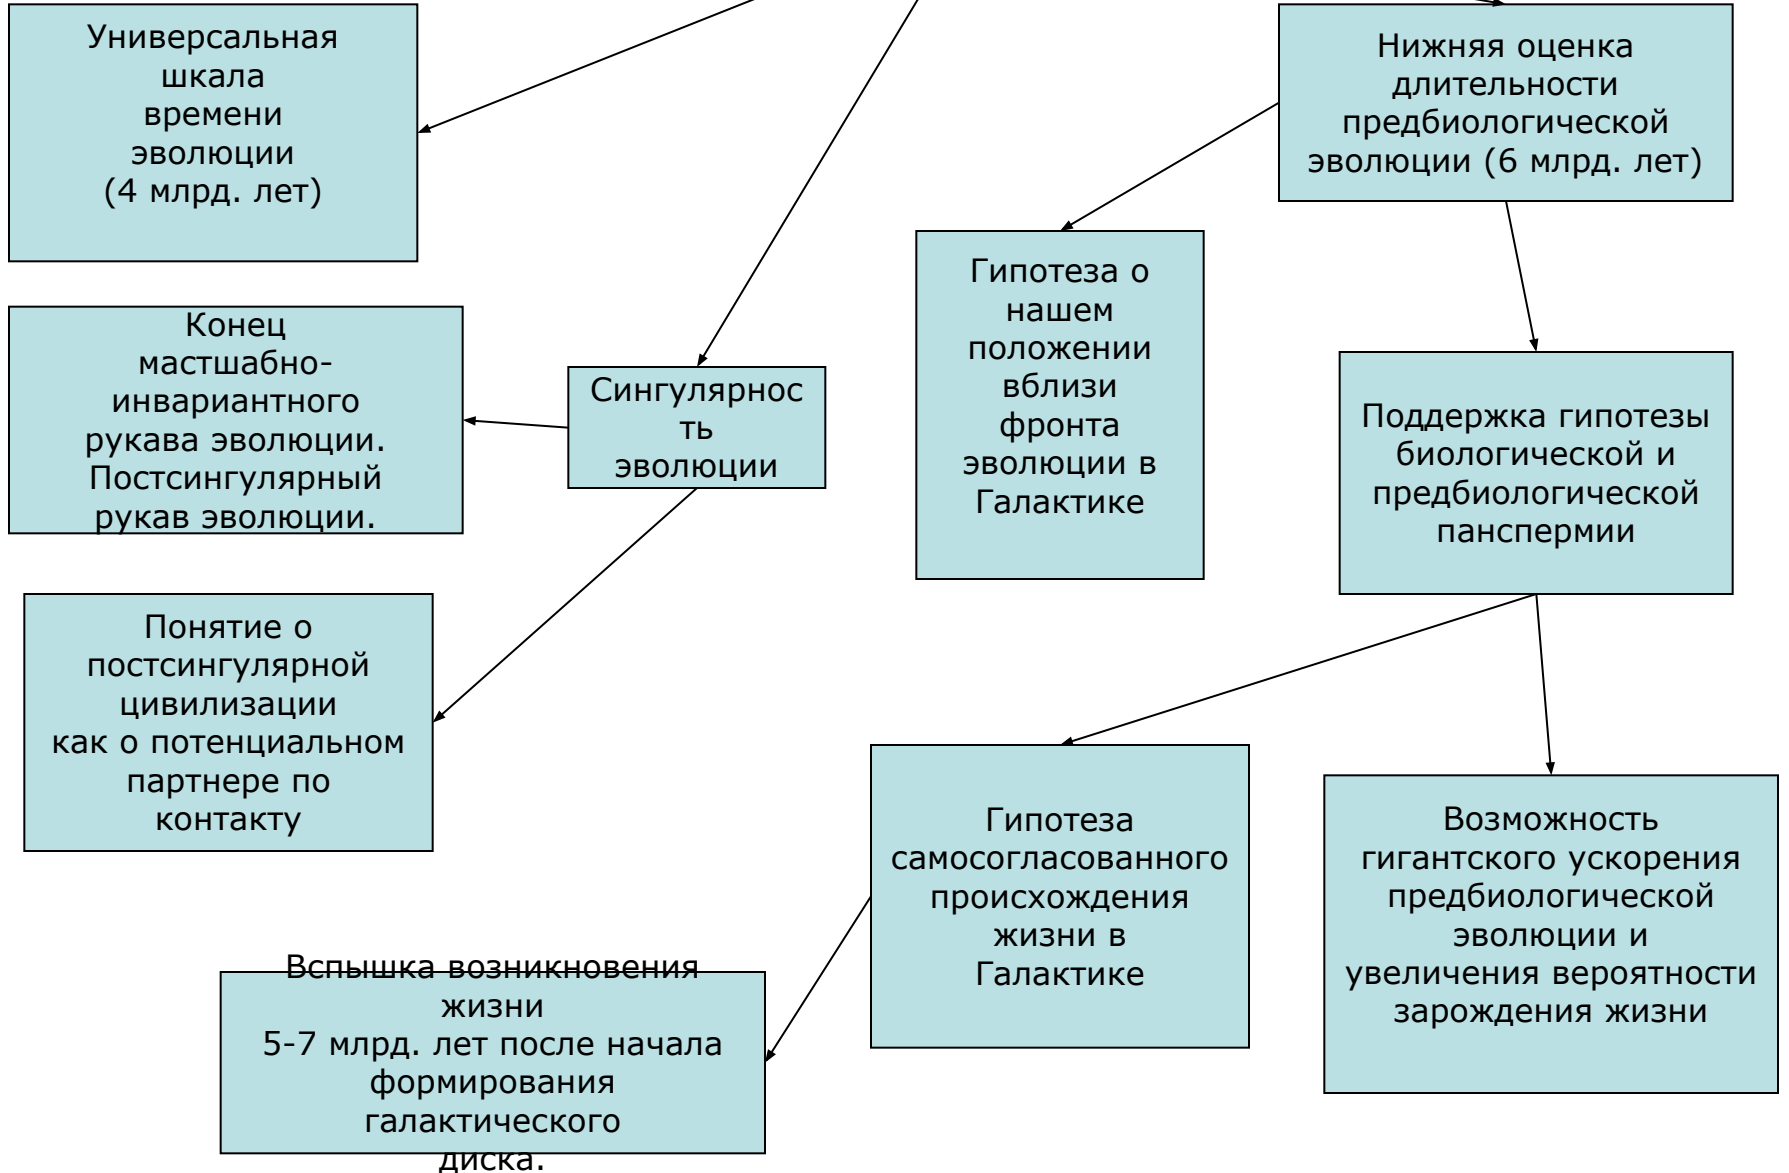 Универсальная
шкала
времени
эволюции
(4 млрд. лет)
Нижняя оценка
длительности
предбиологической
эволюции (6 млрд. лет)
Гипотеза о
нашем
положении
вблизи
фронта
эволюции в
Галактике
Конец
мастшабно-
инвариантного
рукава эволюции.
Постсингулярный
рукав эволюции.
Сингулярнос
ть
эволюции
Поддержка гипотезы
биологической и
предбиологической
панспермии
Понятие о
постсингулярной
цивилизации
как о потенциальном
партнере по
контакту
Гипотеза
самосогласованного
происхождения
жизни в
Галактике
Возможность
гигантского ускорения
предбиологической
эволюции и
увеличения вероятности
зарождения жизни
Вспышка возникновения
жизни
5-7 млрд. лет после начала
формирования
галактического
диска.